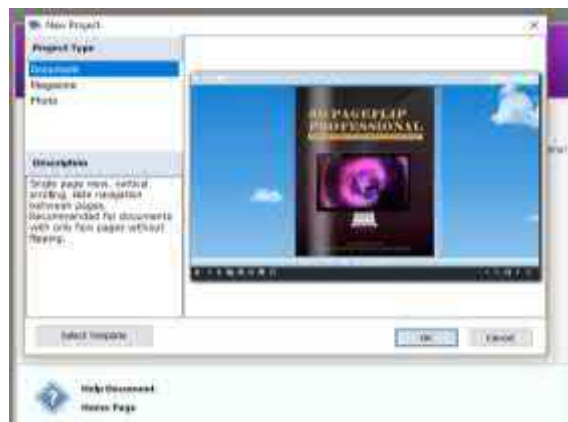 New Project
Project Type
Document
Magazine
Photo
3D PAGEFLIP
PROFESSIONAL
Description
Single page view, vertical
scrolling, slide navigation
between pages.
Recommended for documents
with only few pages without
flipping.
Select Template
OK
Cancel
Help Document
Home Page